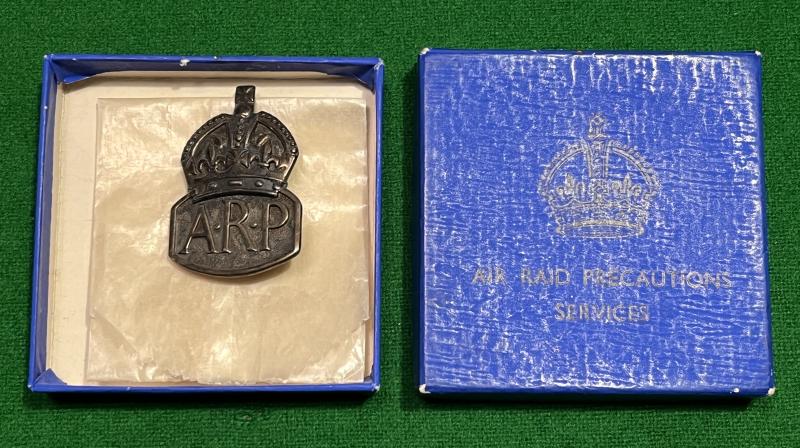 A·R·P
AIR RAID PRECAUTIONS
SERVICES